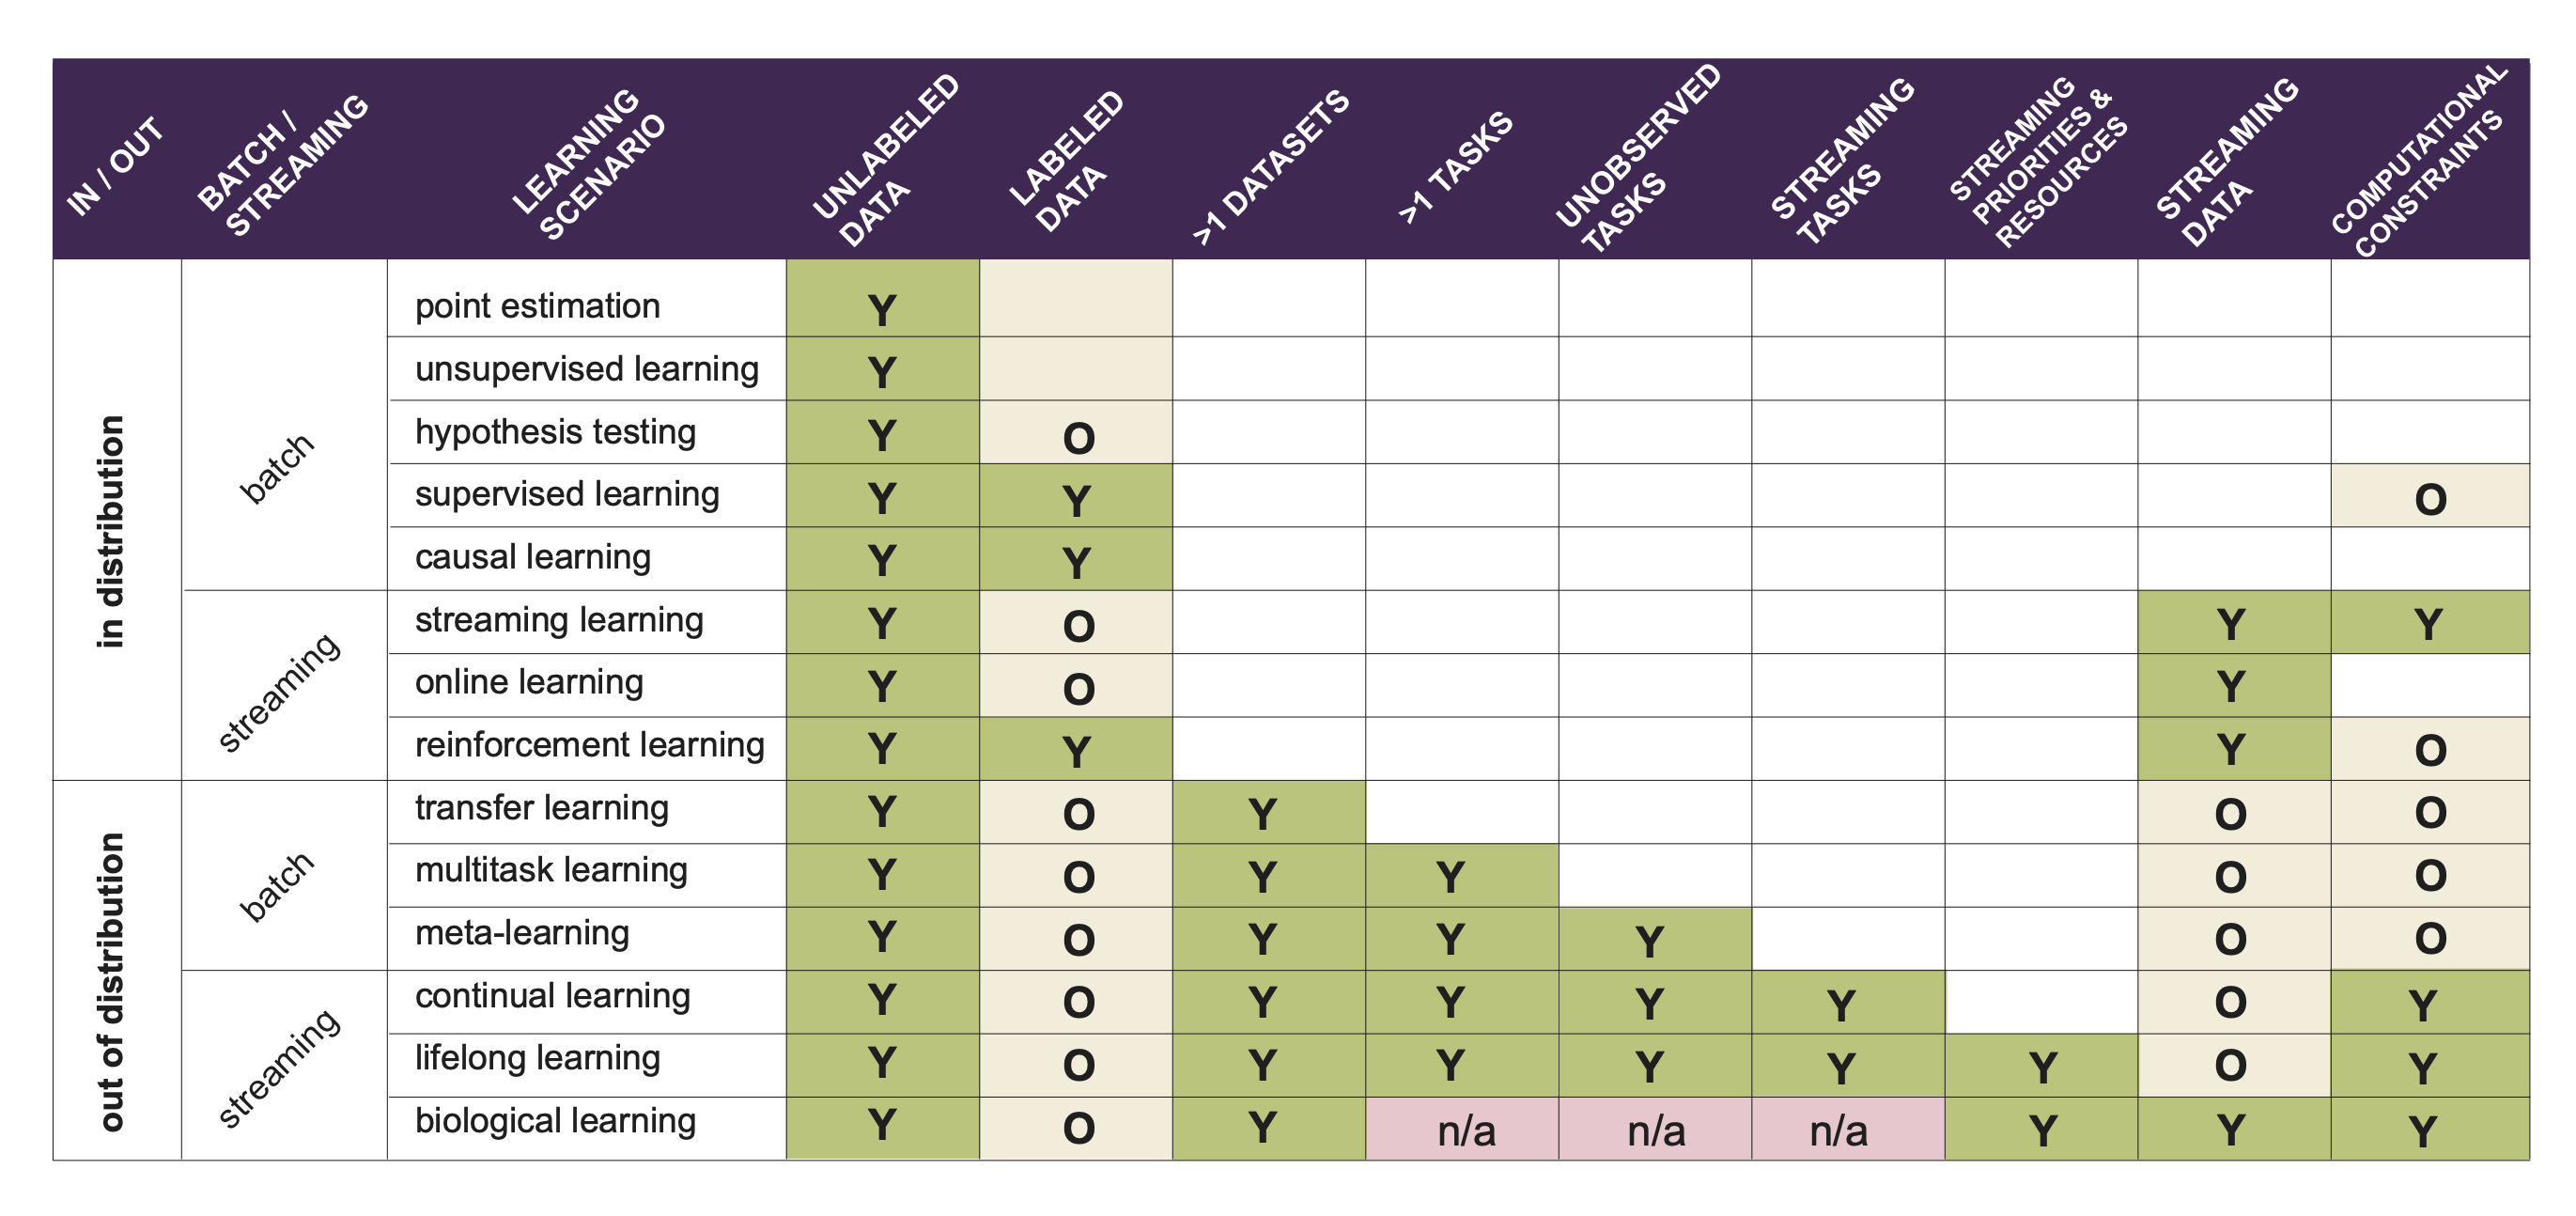 IN / OUT
BATCH /
STREAMING
LEARNING
SCENARIO
UNLABELED
DATA
LABELED
DATA
>1 DATASETS
>1 TASKS
UNOBSERVED
TASKS
STREAMING
TASKS
STREAMING
PRIORITIES &
RESOURCES
STREAMING
DATA
COMPUTATIONAL
CONSTRAINTS
in distribution
batch
point estimation Y
unsupervised learning Y
hypothesis testing Y O
supervised learning Y Y O
causal learning Y Y
streaming
streaming learning Y O Y Y
online learning Y O Y
reinforcement learning Y Y Y O
out of distribution
batch
transfer learning Y O Y O O
multitask learning Y O Y Y O O
meta-learning Y O Y Y Y O O
streaming
continual learning Y O Y Y Y Y O Y
lifelong learning Y O Y Y Y Y Y O Y
biological learning Y O Y n/a n/a n/a Y Y Y